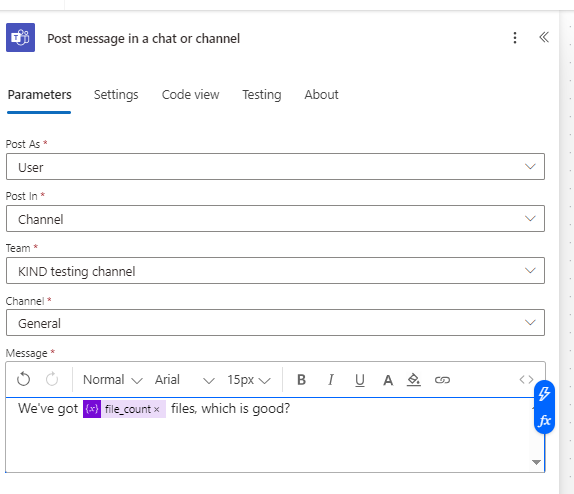 Post message in a chat or channel
Parameters Settings Code view Testing About
Post As *
User
Post In *
Channel
Team *
KIND testing channel
Channel *
General
Message *
Normal Arial 15px B I U A <>
We've got {x} file_count × files, which is good?
fx